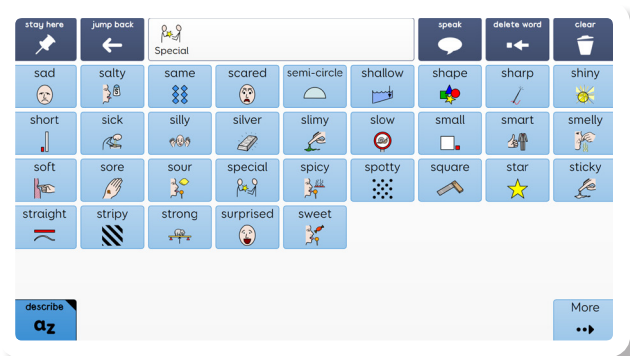 stay here jump back speak delete word clear
Special
sad salty same scared semi-circle shallow shape sharp shiny
short sick silly silver slimy slow small smart smelly
soft sore sour special spicy spotty square star sticky
straight stripy strong surprised sweet
describe More
az